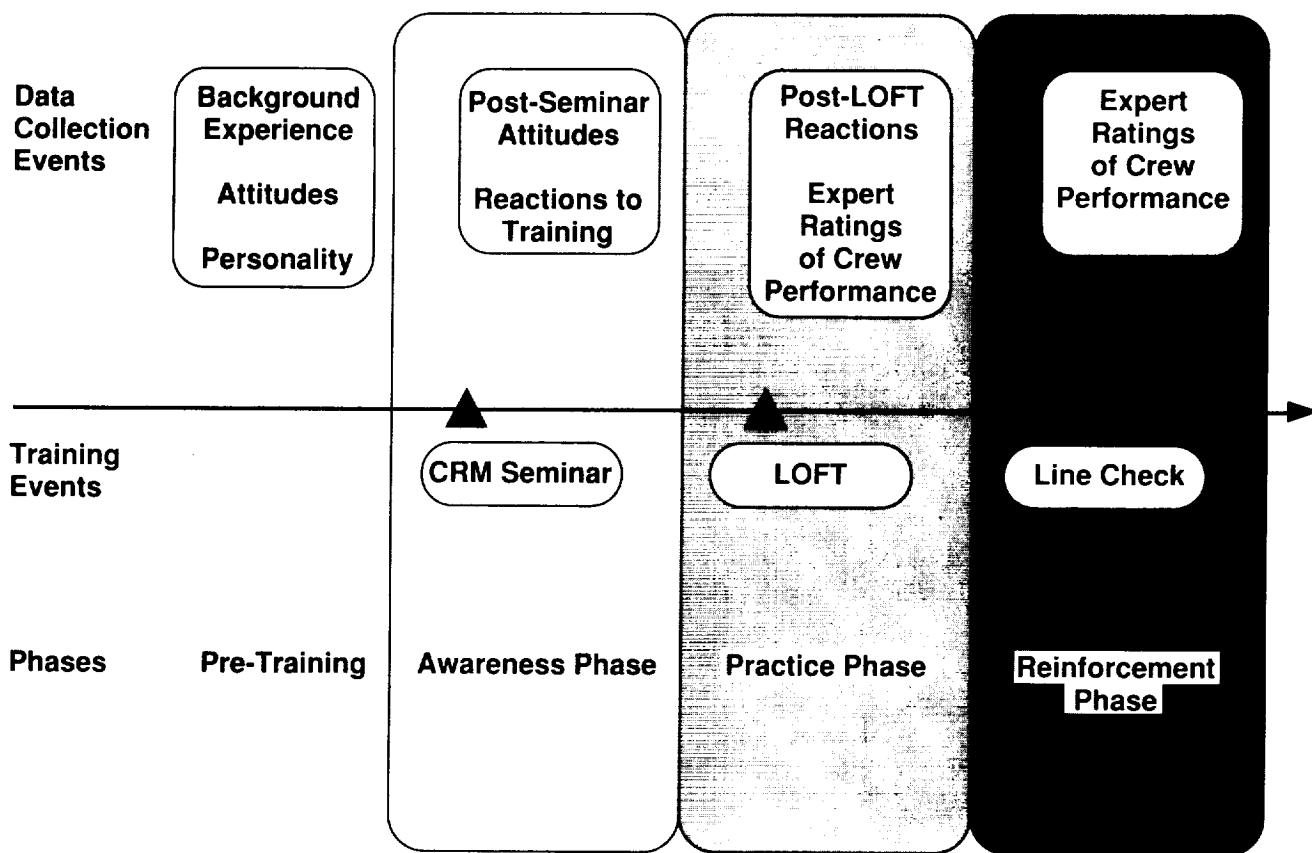 Data
Collection
Events
Background
Experience
Attitudes
Personality
Post-Seminar
Attitudes
Reactions to
Training
Post-LOFT
Reactions
Expert
Ratings
of Crew
Performance
Expert
Ratings
of Crew
Performance
Training
Events
CRM Seminar
LOFT
Line Check
Phases
Pre-Training
Awareness Phase
Practice Phase
Reinforcement
Phase